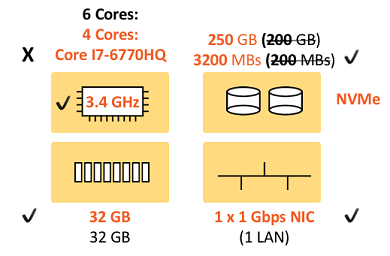 6 Cores:
4 Cores:
X Core I7-6770HQ
250 GB (200 GB)
3200 MBs (200 MBs)
3.4 GHz
NVMe
32 GB
32 GB
1 x 1 Gbps NIC
(1 LAN)